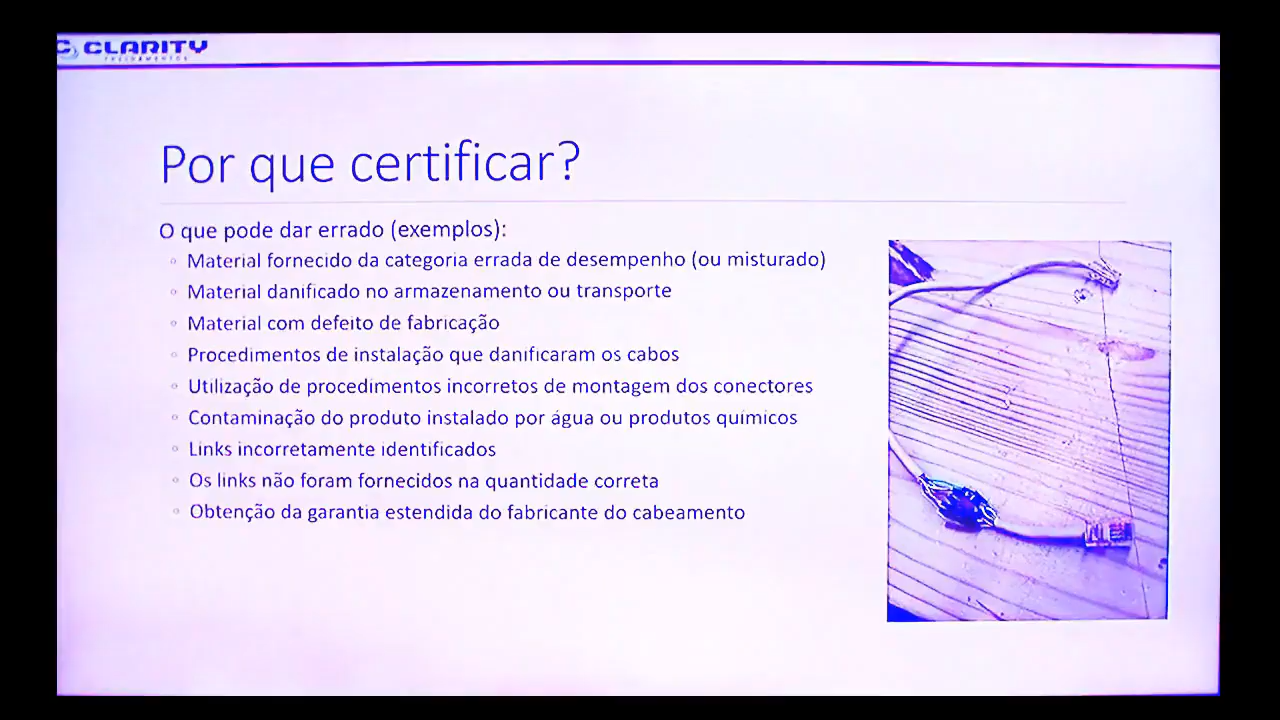 CLARITY
TREINAMENTOS
Por que certificar?
O que pode dar errado (exemplos):
Material fornecido da categoria errada de desempenho (ou misturado)
Material danificado no armazenamento ou transporte
Material com defeito de fabricação
Procedimentos de instalação que danificaram os cabos
Utilização de procedimentos incorretos de montagem dos conectores
Contaminação do produto instalado por água ou produtos químicos
Links incorretamente identificados
Os links não foram fornecidos na quantidade correta
Obtenção da garantia estendida do fabricante do cabeamento